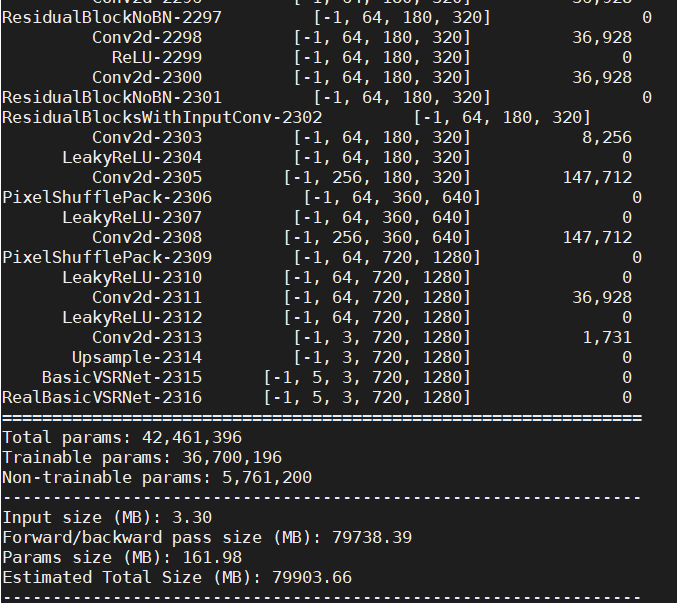 Conv2d-2296 [-1, 64, 180, 320] 36,928
ResidualBlockNoBN-2297 [-1, 64, 180, 320] 0
Conv2d-2298 [-1, 64, 180, 320] 36,928
ReLU-2299 [-1, 64, 180, 320] 0
Conv2d-2300 [-1, 64, 180, 320] 36,928
ResidualBlockNoBN-2301 [-1, 64, 180, 320] 0
ResidualBlocksWithInputConv-2302 [-1, 64, 180, 320]
Conv2d-2303 [-1, 64, 180, 320] 8,256
LeakyReLU-2304 [-1, 64, 180, 320] 0
Conv2d-2305 [-1, 256, 180, 320] 147,712
PixelShufflePack-2306 [-1, 64, 360, 640] 0
LeakyReLU-2307 [-1, 64, 360, 640] 0
Conv2d-2308 [-1, 256, 360, 640] 147,712
PixelShufflePack-2309 [-1, 64, 720, 1280] 0
LeakyReLU-2310 [-1, 64, 720, 1280] 0
Conv2d-2311 [-1, 64, 720, 1280] 36,928
LeakyReLU-2312 [-1, 64, 720, 1280] 0
Conv2d-2313 [-1, 3, 720, 1280] 1,731
Upsample-2314 [-1, 3, 720, 1280] 0
BasicVSRNet-2315 [-1, 5, 3, 720, 1280] 0
RealBasicVSRNet-2316 [-1, 5, 3, 720, 1280] 0
================================================================
Total params: 42,461,396
Trainable params: 36,700,196
Non-trainable params: 5,761,200
----------------------------------------------------------------
Input size (MB): 3.30
Forward/backward pass size (MB): 79738.39
Params size (MB): 161.98
Estimated Total Size (MB): 79903.66
----------------------------------------------------------------